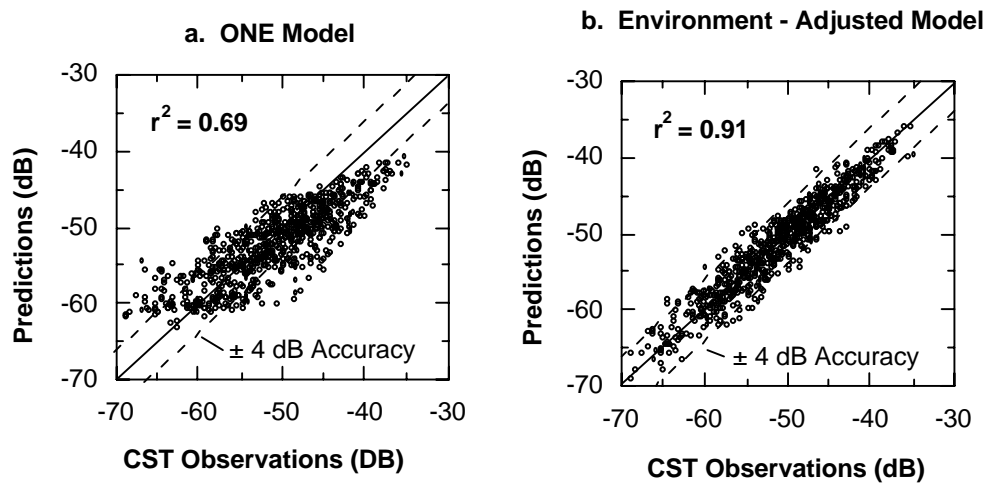 a. ONE Model
b. Environment - Adjusted Model
-30
-40
-50
-60
-70
Predictions (dB)
r² = 0.69
± 4 dB Accuracy
-70 -60 -50 -40 -30
CST Observations (DB)
-30
-40
-50
-60
-70
Predictions (dB)
r² = 0.91
± 4 dB Accuracy
-70 -60 -50 -40 -30
CST Observations (dB)